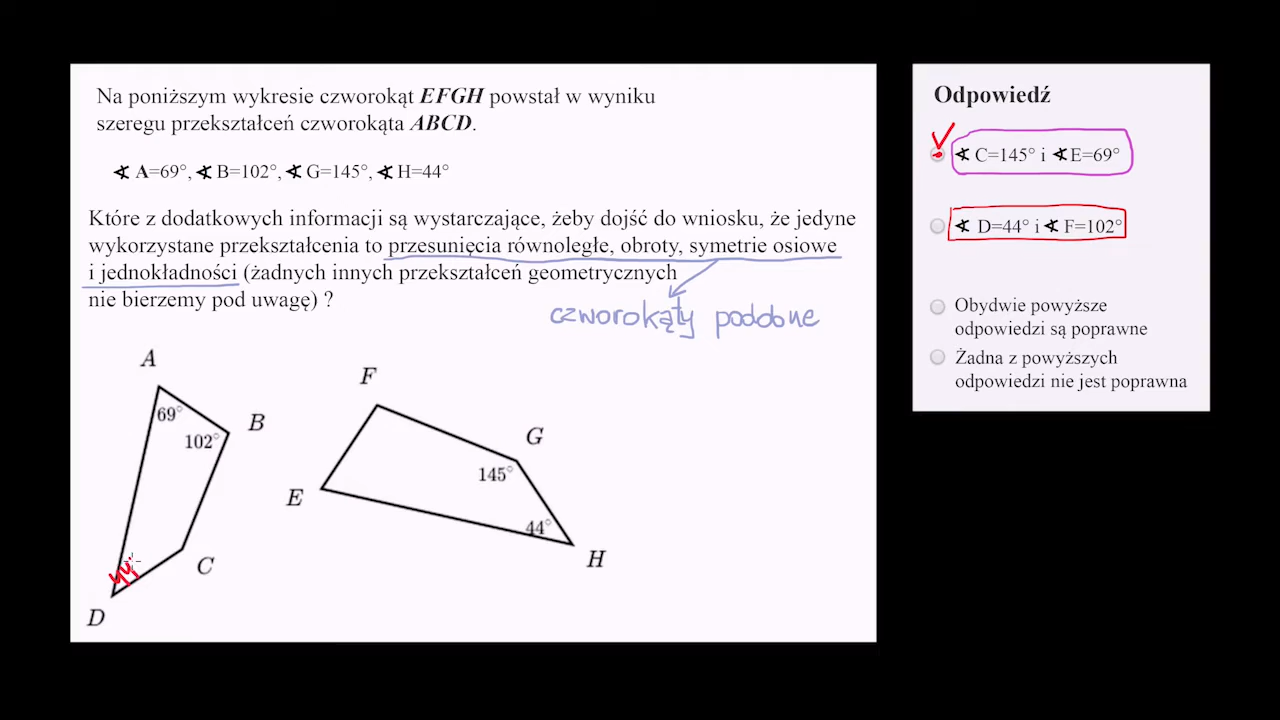 Na poniższym wykresie czworokąt EFGH powstał w wyniku
szeregu przekształceń czworokąta ABCD.
∢ A=69°, ∢ B=102°, ∢ G=145°, ∢ H=44°
Które z dodatkowych informacji są wystarczające, żeby dojść do wniosku, że jedyne
wykorzystane przekształcenia to przesunięcia równoległe, obroty, symetrie osiowe
i jednokładności (żadnych innych przekształceń geometrycznych
nie bierzemy pod uwagę) ?
czworokąty podobne
A
69°
102°
B
C
D
44
F
G
145°
E
44°
H
Odpowiedź
∢ C=145° i ∢E=69°
∢ D=44° i ∢ F=102°
Obydwie powyższe
odpowiedzi są poprawne
Żadna z powyższych
odpowiedzi nie jest poprawna